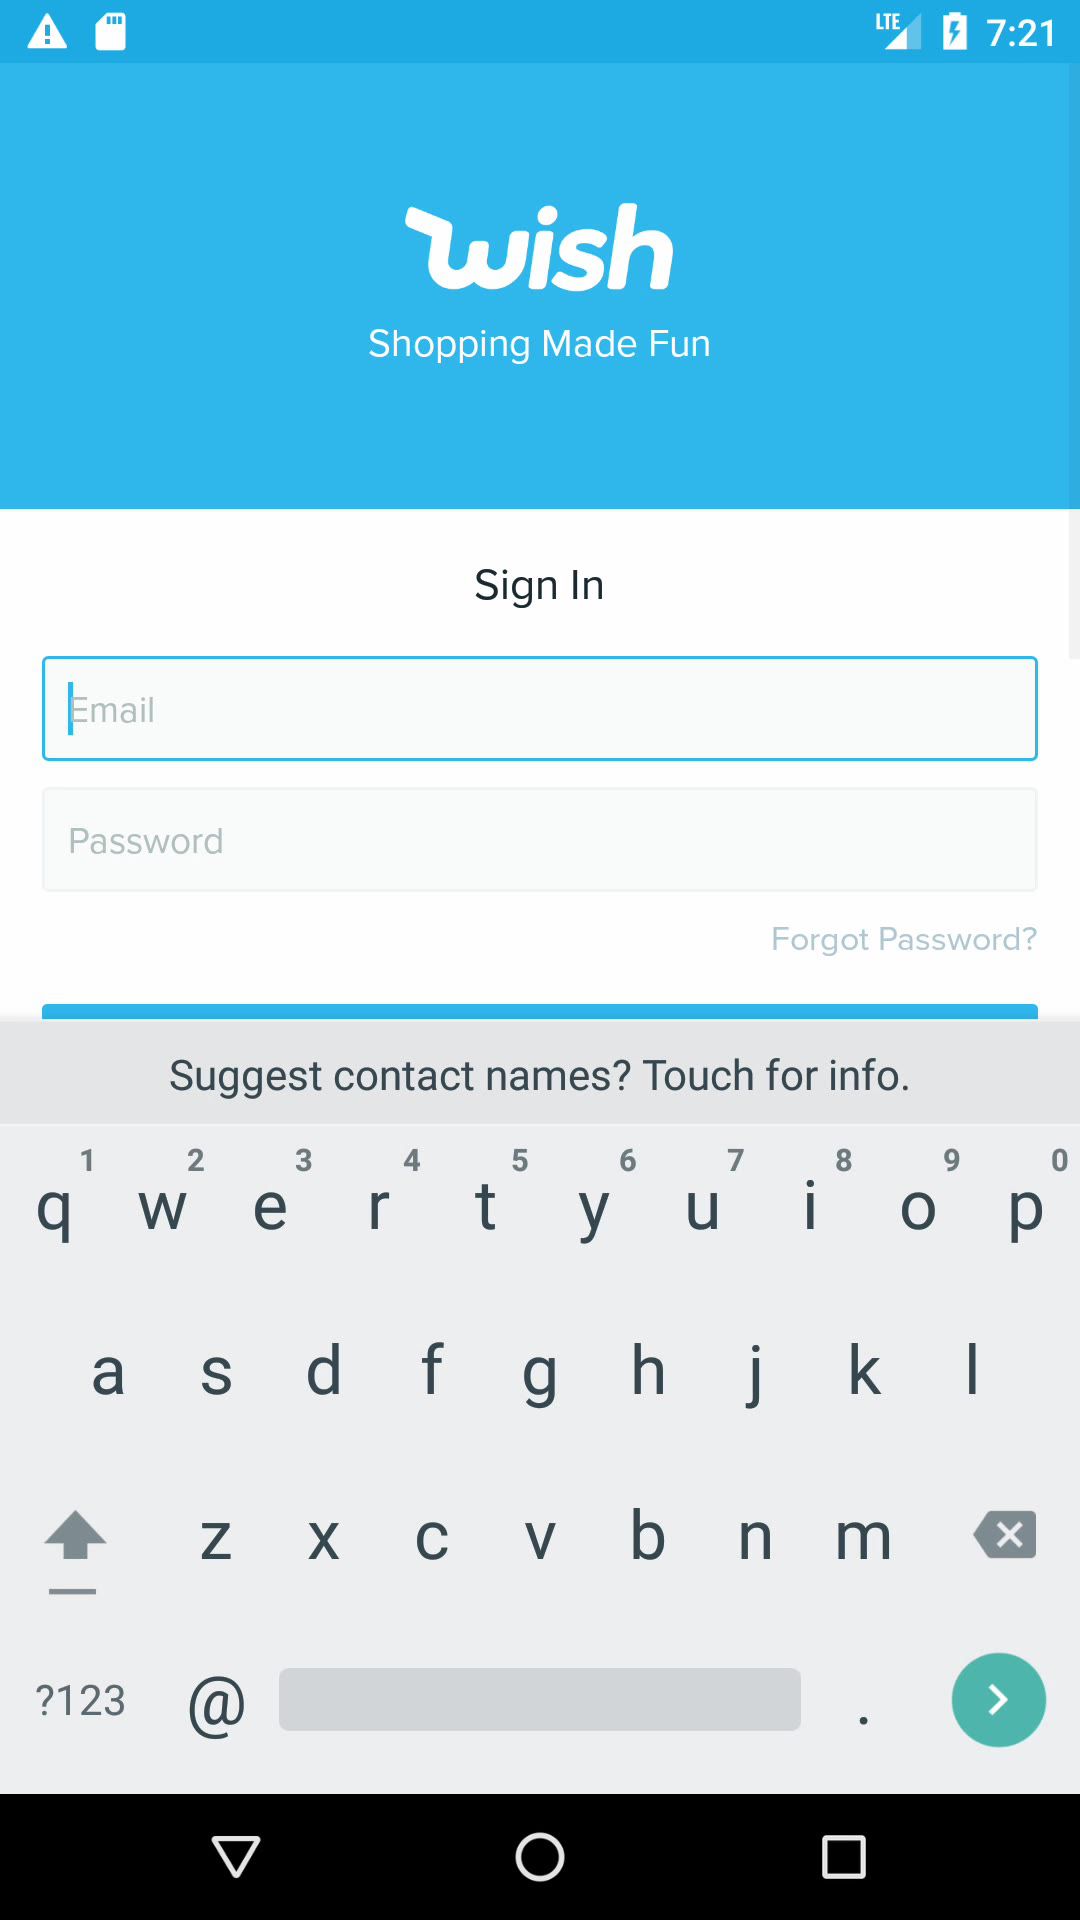 LTE 7:21
wish
Shopping Made Fun
Sign In
Email
Password
Forgot Password?
Suggest contact names? Touch for info.
1 2 3 4 5 6 7 8 9 0
q w e r t y u i o p
a s d f g h j k l
z x c v b n m
?123 @ .